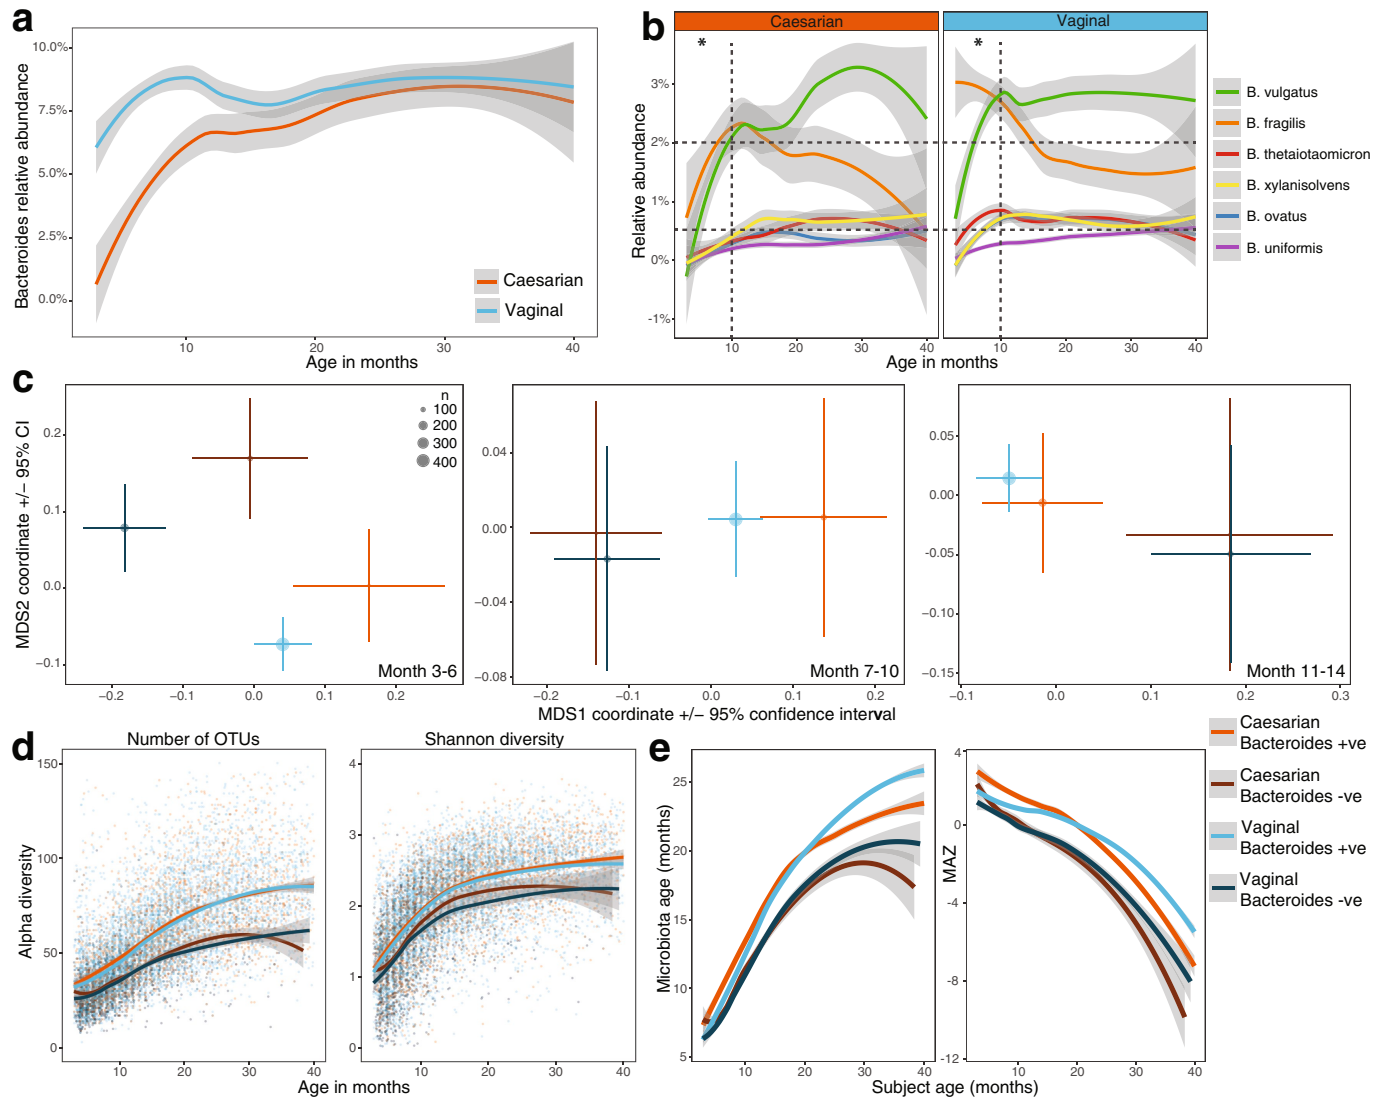 a
Bacteroides relative abundance
10.0%
7.5%
5.0%
2.5%
0.0%
10
20
30
40
Age in months
Caesarian
Vaginal
b
Caesarian
Vaginal
Relative abundance
3%
2%
1%
0%
-1%
*
*
10
20
30
40
10
20
30
40
Age in months
B. vulgatus
B. fragilis
B. thetaiotaomicron
B. xylanisolvens
B. ovatus
B. uniformis
c
MDS2 coordinate +/− 95% CI
0.2
0.1
0.0
−0.1
n
100
200
300
400
Month 3-6
−0.2
−0.1
0.0
0.1
0.2
0.04
0.00
−0.04
−0.08
Month 7-10
−0.2
−0.1
0.0
0.1
0.2
0.05
0.00
−0.05
−0.10
−0.15
Month 11-14
−0.1
0.0
0.1
0.2
0.3
MDS1 coordinate +/− 95% confidence interval
d
Number of OTUs
Shannon diversity
Alpha diversity
150
100
50
0
10
20
30
40
4
3
2
1
0
10
20
30
40
Age in months
e
Microbiota age (months)
25
20
15
10
5
10
20
30
40
MAZ
4
0
-4
-8
-12
10
20
30
40
Subject age (months)
Caesarian
Bacteroides +ve
Caesarian
Bacteroides -ve
Vaginal
Bacteroides +ve
Vaginal
Bacteroides -ve